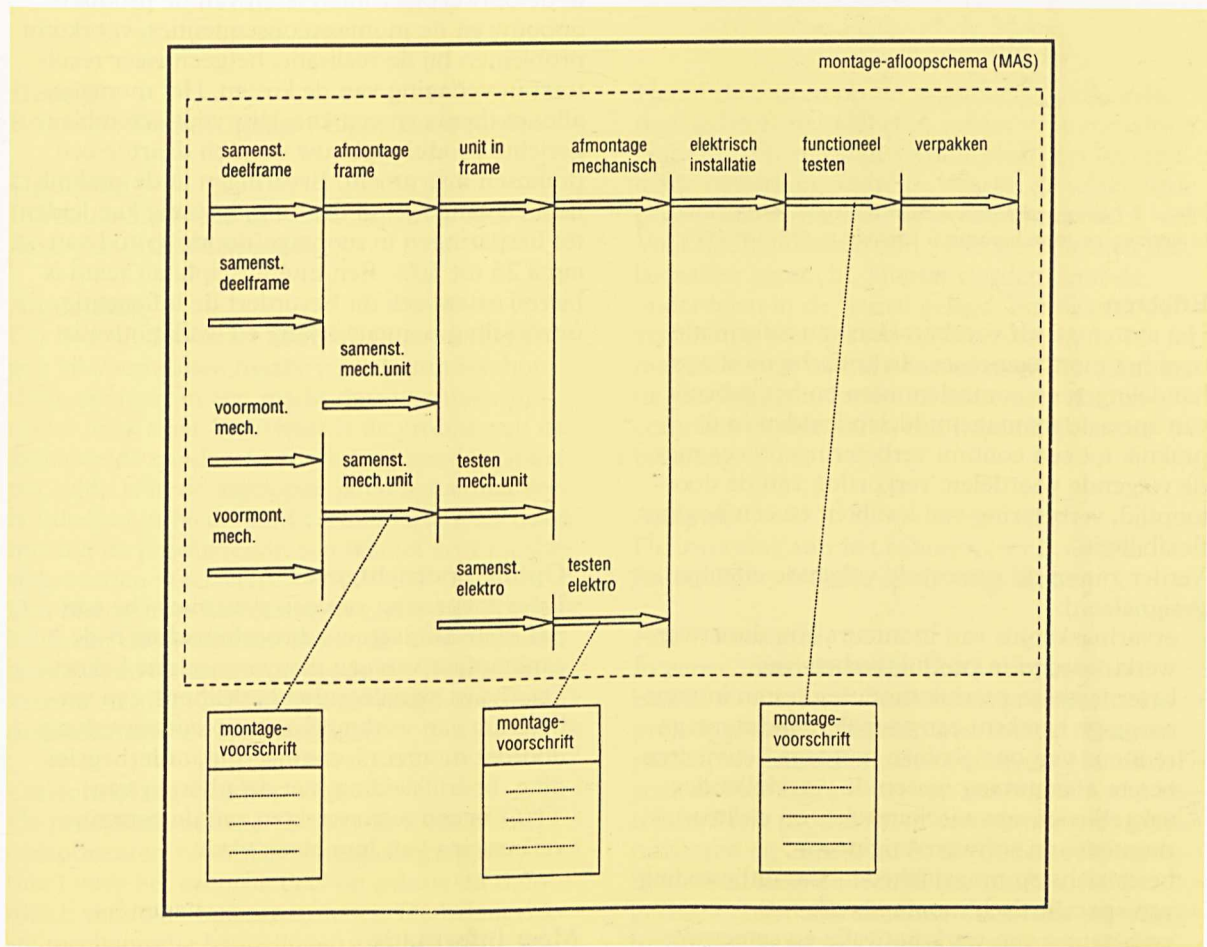 montage-afloopschema (MAS)
samenst.
deelframe
afmontage
frame
unit in
frame
afmontage
mechanisch
elektrisch
installatie
functioneel
testen
verpakken
samenst.
deelframe
samenst.
mech.unit
voormont.
mech.
samenst.
mech.unit
testen
mech.unit
voormont.
mech.
samenst.
elektro
testen
elektro
montage-
voorschrift
montage-
voorschrift
montage-
voorschrift